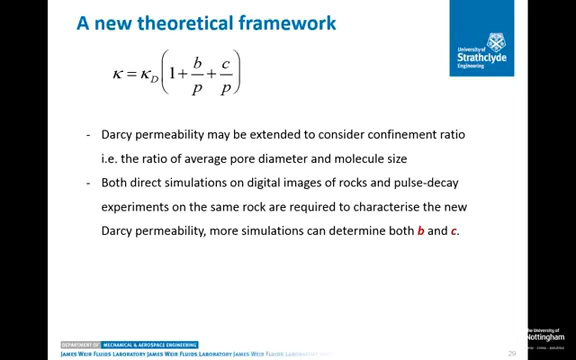 A new theoretical framework
University of
Strathclyde
Engineering
κ = κ_D (1 + b/p + c/p)
- Darcy permeability may be extended to consider confinement ratio
i.e. the ratio of average pore diameter and molecule size
- Both direct simulations on digital images of rocks and pulse-decay
experiments on the same rock are required to characterise the new
Darcy permeability, more simulations can determine both b and c.
The University of
Nottingham
DEPARTMENT OF MECHANICAL & AEROSPACE ENGINEERING
JAMES WEIR FLUIDS LABORATORY JAMES WEIR FLUIDS LABORATORY JAMES WEIR FLUIDS LABORATORY JAMES
29